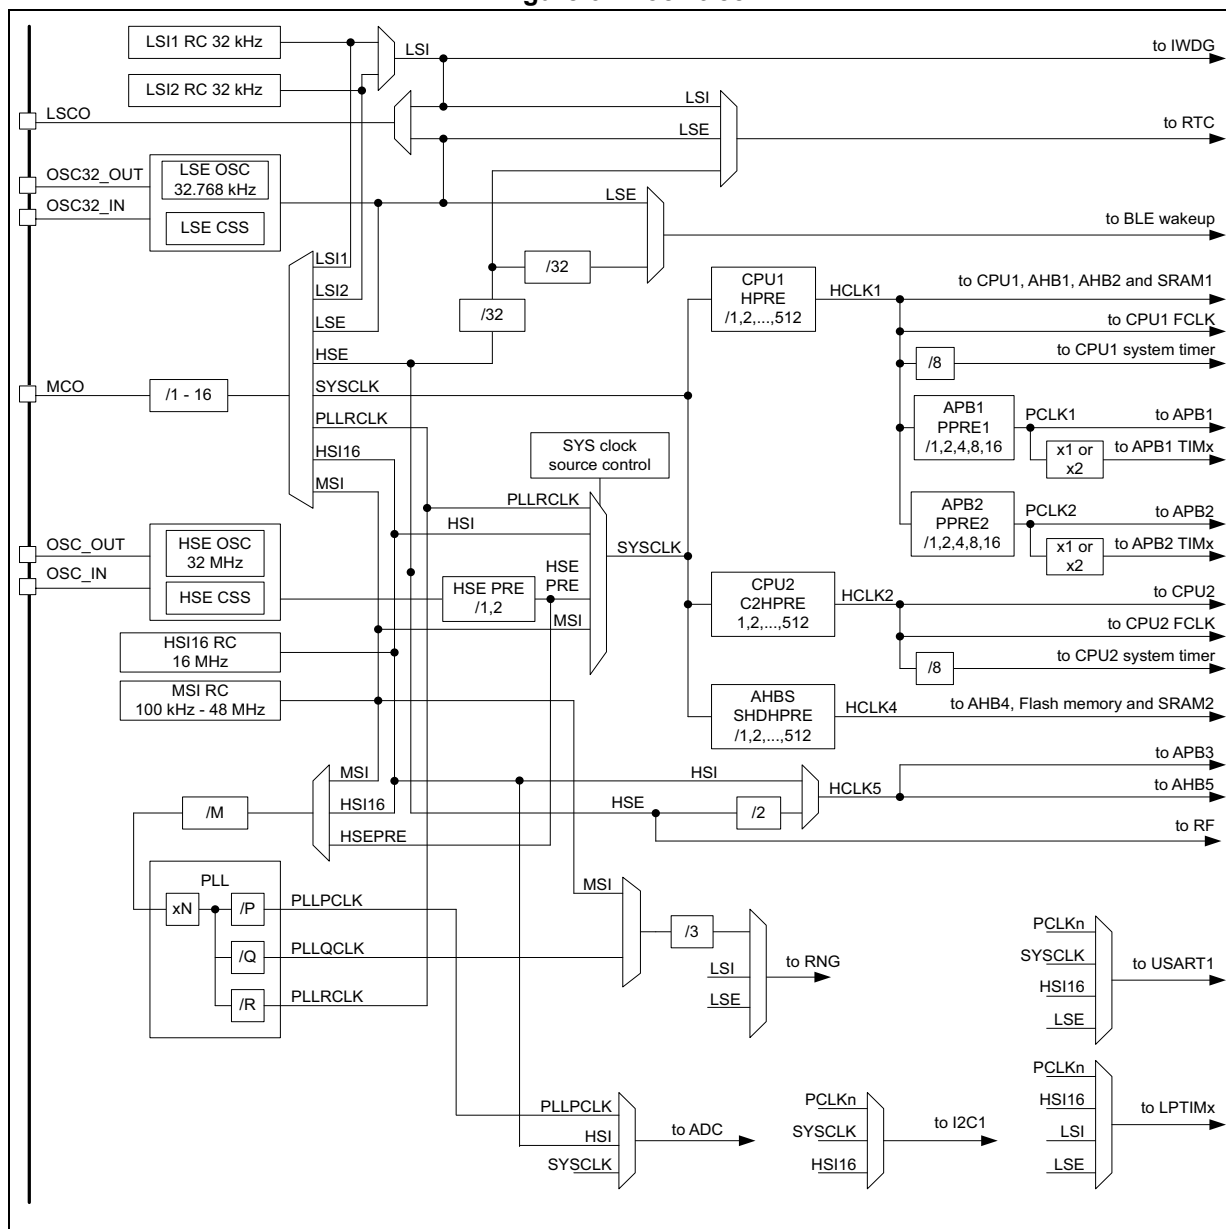 LSI1 RC 32 kHz
LSI
to IWDG
LSI2 RC 32 kHz
LSI
LSCO
LSE
to RTC
OSC32_OUT
LSE OSC
32.768 kHz
OSC32_IN
LSE CSS
LSE
to BLE wakeup
LSI1
/32
CPU1
HPRE
/1,2,...,512
HCLK1
to CPU1, AHB1, AHB2 and SRAM1
LSI2
/32
to CPU1 FCLK
LSE
HSE
/8
to CPU1 system timer
MCO
/1 - 16
SYSCLK
APB1
PPRE1
/1,2,4,8,16
PCLK1
to APB1
PLLRCLK
x1 or
x2
to APB1 TIMx
HSI16
SYS clock
source control
MSI
PLLRCLK
APB2
PPRE2
/1,2,4,8,16
PCLK2
to APB2
HSI
x1 or
x2
to APB2 TIMx
OSC_OUT
HSE OSC
32 MHz
SYSCLK
OSC_IN
HSE CSS
HSE PRE
/1,2
HSE
PRE
CPU2
C2HPRE
1,2,...,512
HCLK2
to CPU2
MSI
to CPU2 FCLK
HSI16 RC
16 MHz
/8
to CPU2 system timer
MSI RC
100 kHz - 48 MHz
AHBS
SHDHPRE
/1,2,...,512
HCLK4
to AHB4, Flash memory and SRAM2
MSI
HSI
to APB3
HCLK5
to AHB5
/M
HSI16
HSE
/2
HSEPRE
to RF
PLL
MSI
xN
/P
PLLPCLK
/3
PCLKn
/Q
PLLQCLK
SYSCLK
to USART1
LSI
to RNG
HSI16
/R
PLLRCLK
LSE
LSE
PCLKn
PLLPCLK
PCLKn
HSI16
to LPTIMx
HSI
to ADC
SYSCLK
to I2C1
LSI
SYSCLK
HSI16
LSE